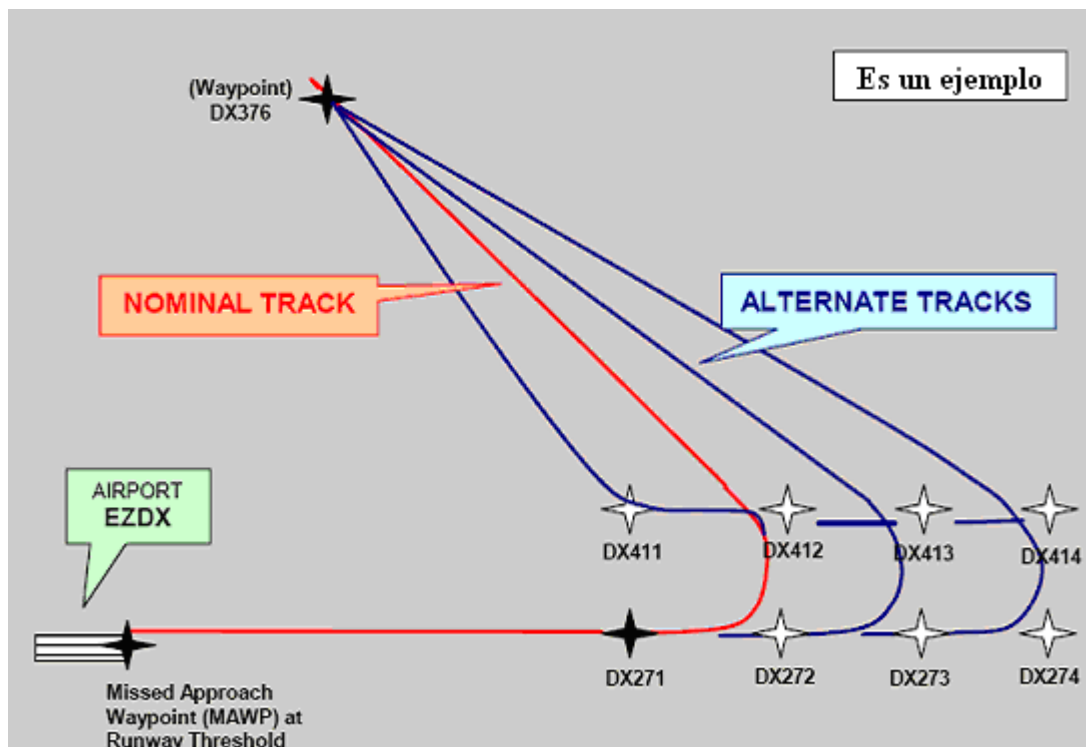 (Waypoint)
DX376
Es un ejemplo
NOMINAL TRACK
ALTERNATE TRACKS
AIRPORT
EZDX
DX411
DX412
DX413
DX414
DX271
DX272
DX273
DX274
Missed Approach
Waypoint (MAWP) at
Runway Threshold